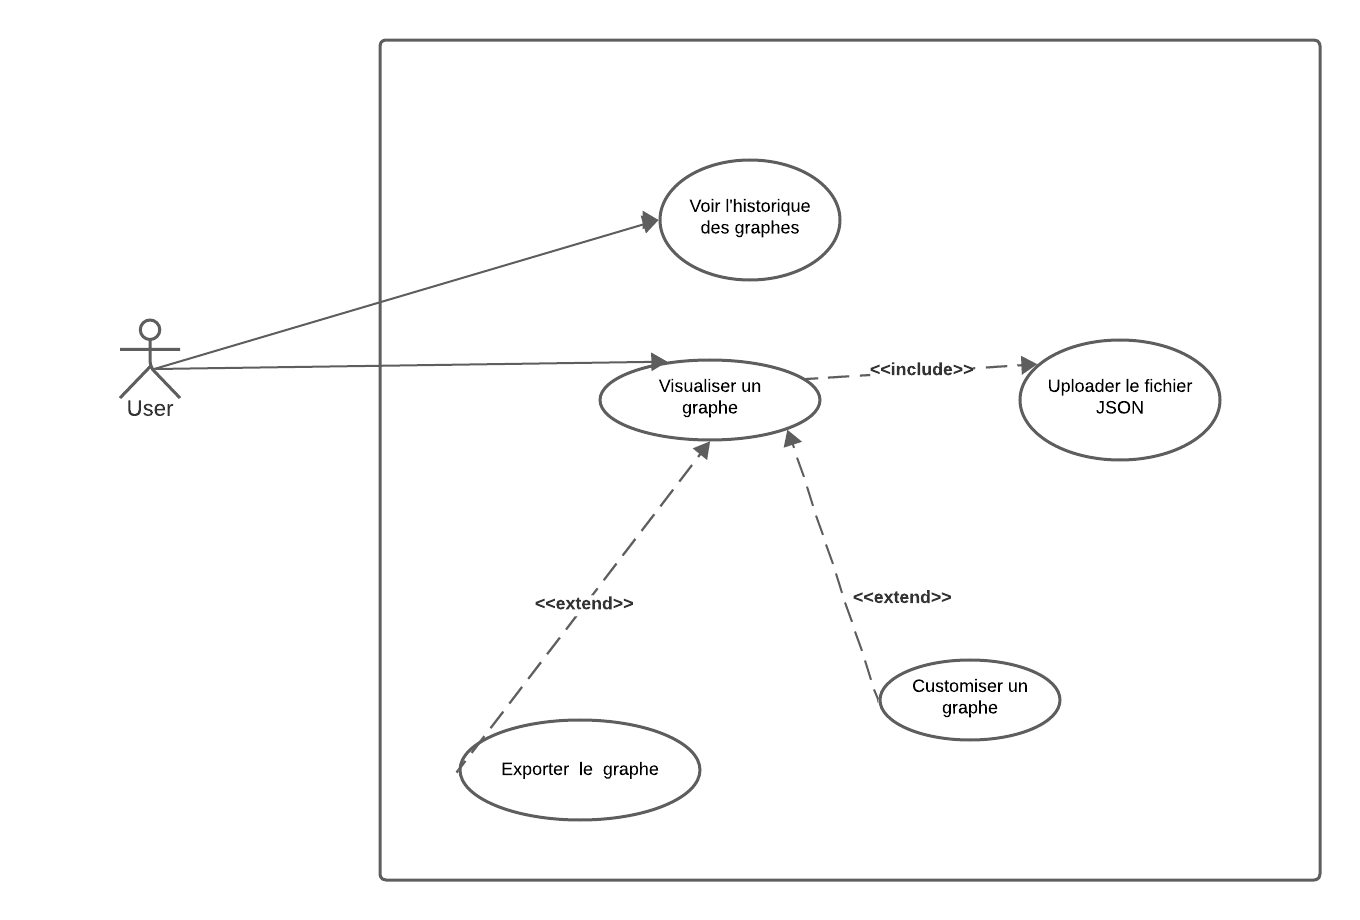 Voir l'historique
des graphes
User
Visualiser un
graphe
<<include>>
Uploader le fichier
JSON
<<extend>>
<<extend>>
Customiser un
graphe
Exporter le graphe